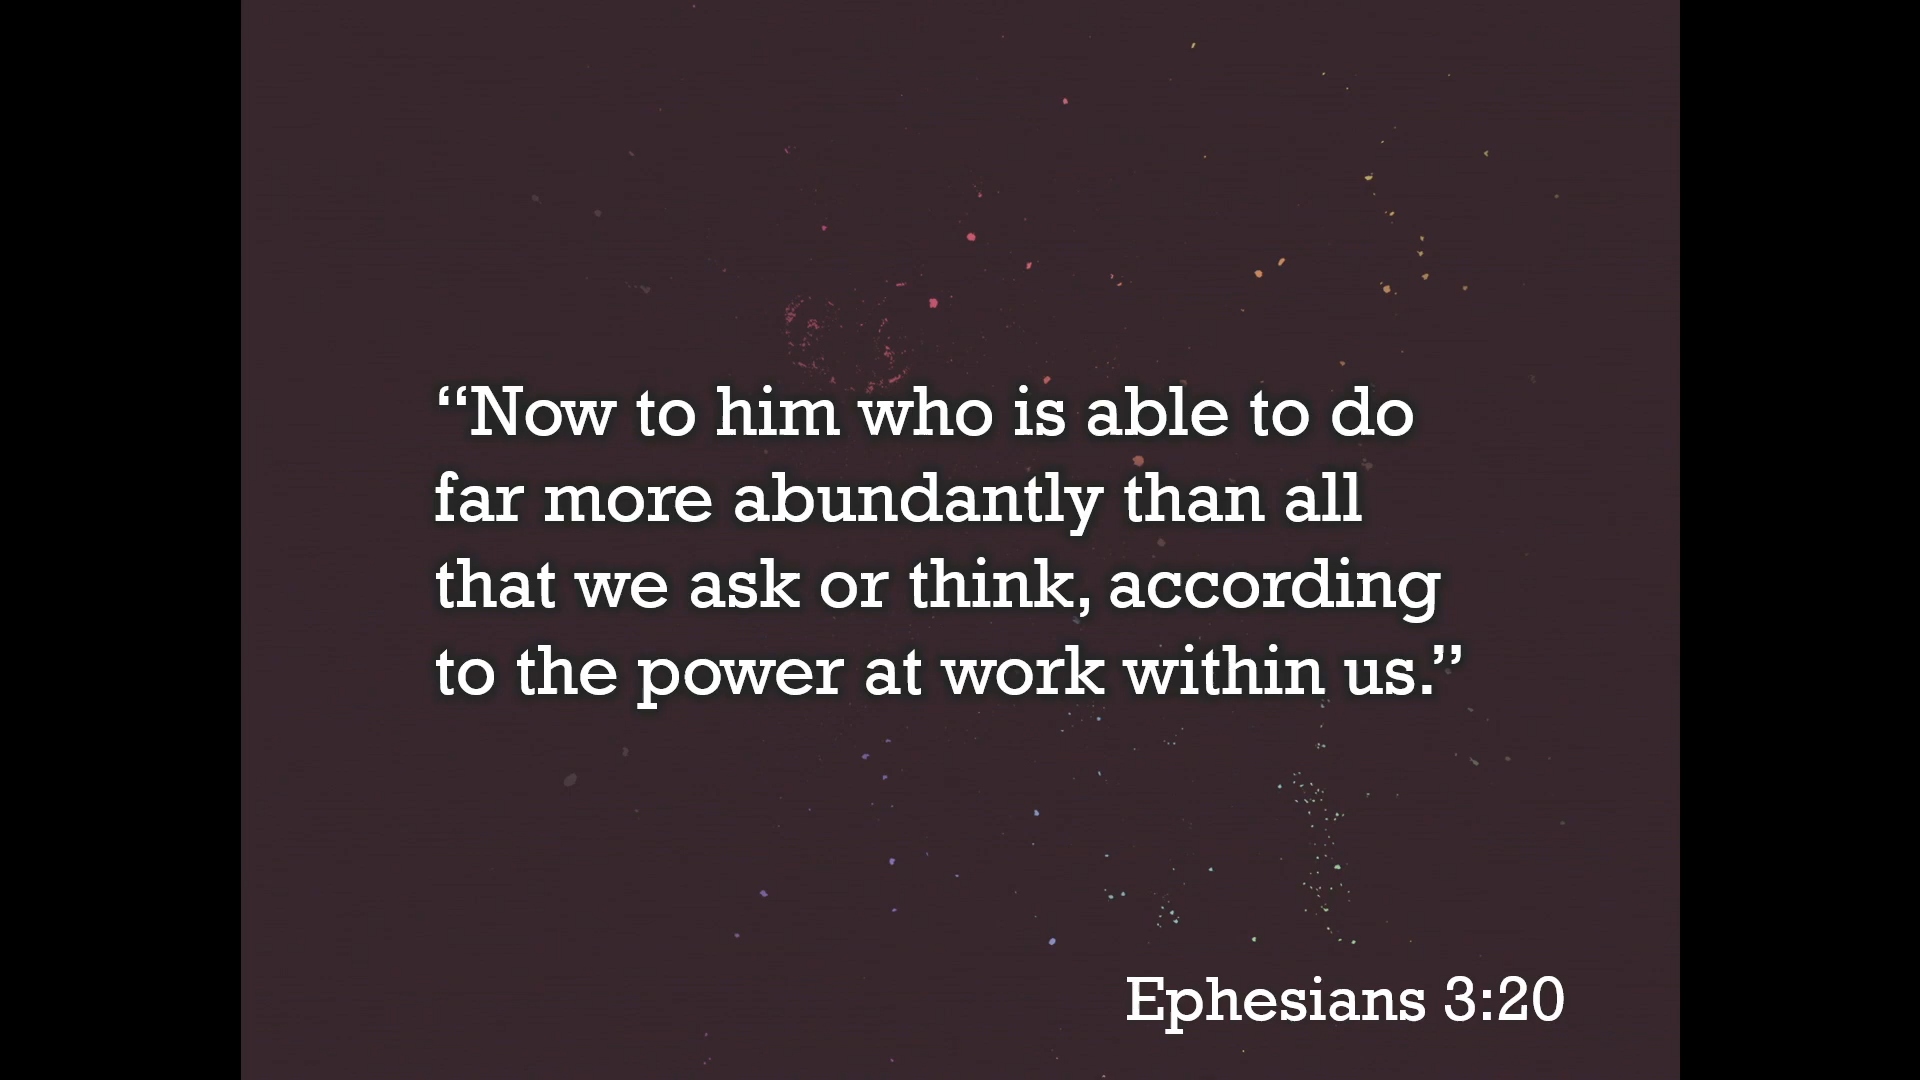 “Now to him who is able to do
far more abundantly than all
that we ask or think, according
to the power at work within us.”
Ephesians 3:20